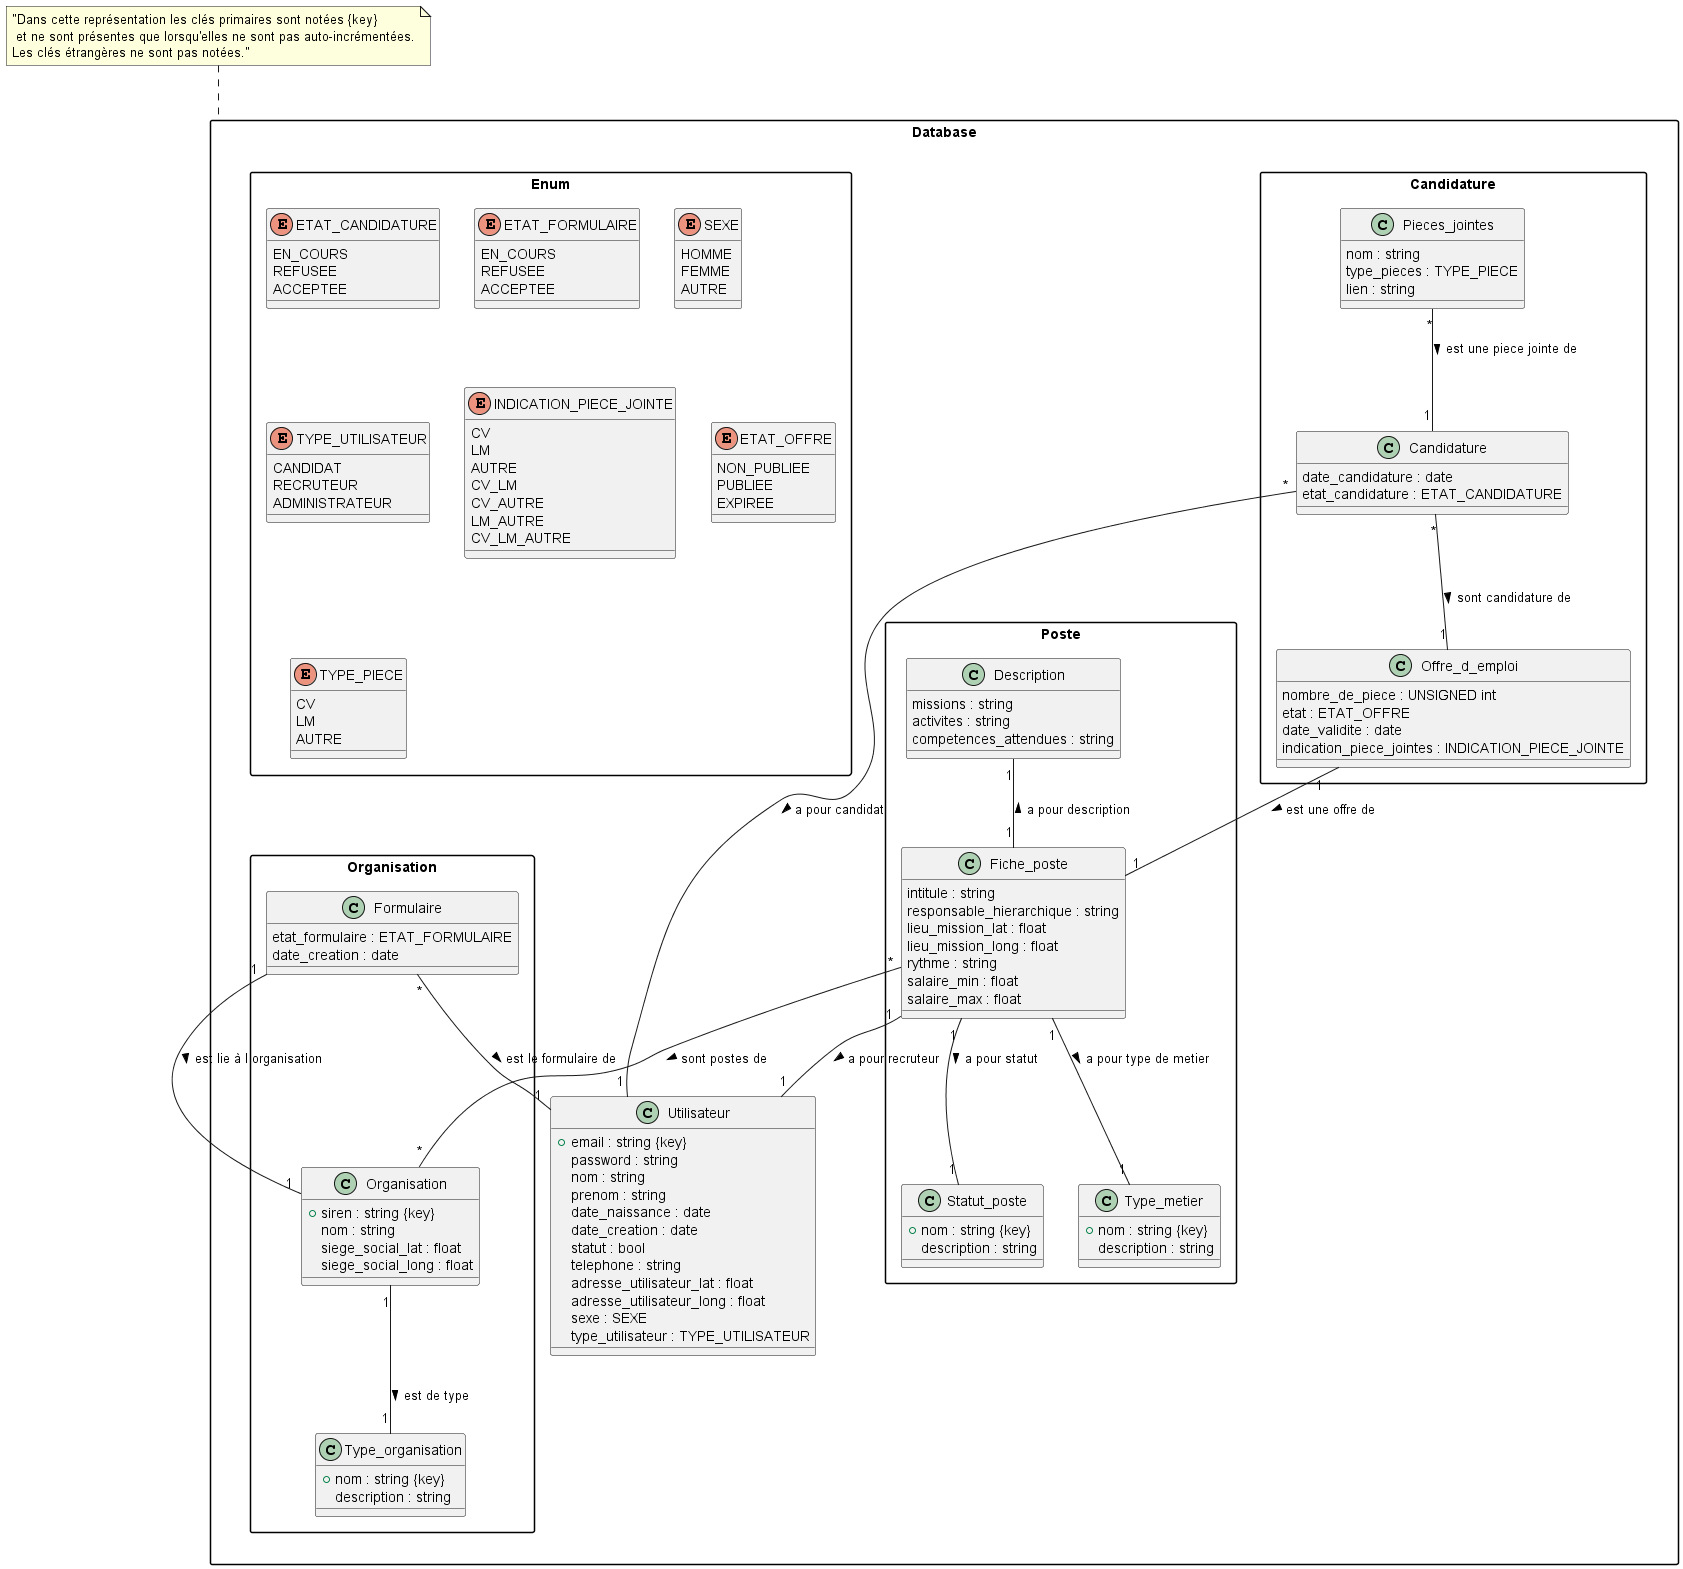 "Dans cette représentation les clés primaires sont notées {key}
et ne sont présentes que lorsqu'elles ne sont pas auto-incrémentées.
Les clés étrangères ne sont pas notées."
Database
Enum
E ETAT_CANDIDATURE
EN_COURS
REFUSEE
ACCEPTEE
E ETAT_FORMULAIRE
EN_COURS
REFUSEE
ACCEPTEE
E SEXE
HOMME
FEMME
AUTRE
E TYPE_UTILISATEUR
CANDIDAT
RECRUTEUR
ADMINISTRATEUR
E INDICATION_PIECE_JOINTE
CV
LM
AUTRE
CV_LM
CV_AUTRE
LM_AUTRE
CV_LM_AUTRE
E ETAT_OFFRE
NON_PUBLIEE
PUBLIEE
EXPIREE
E TYPE_PIECE
CV
LM
AUTRE
Candidature
C Pieces_jointes
nom : string
type_pieces : TYPE_PIECE
lien : string
*
est une piece jointe de
1
C Candidature
date_candidature : date
etat_candidature : ETAT_CANDIDATURE
*
*
sont candidature de
1
C Offre_d_emploi
nombre_de_piece : UNSIGNED int
etat : ETAT_OFFRE
date_validite : date
indication_piece_jointes : INDICATION_PIECE_JOINTE
1
est une offre de
1
a pour candidat
1
Poste
C Description
missions : string
activites : string
competences_attendues : string
1
a pour description
1
C Fiche_poste
intitule : string
responsable_hierarchique : string
lieu_mission_lat : float
lieu_mission_long : float
rythme : string
salaire_min : float
salaire_max : float
*
sont postes de
*
1
a pour recruteur
1
1
a pour statut
1
1
a pour type de metier
1
C Statut_poste
nom : string {key}
description : string
C Type_metier
nom : string {key}
description : string
Organisation
C Formulaire
etat_formulaire : ETAT_FORMULAIRE
date_creation : date
1
est lie à l'organisation
1
*
est le formulaire de
1
C Utilisateur
email : string {key}
password : string
nom : string
prenom : string
date_naissance : date
date_creation : date
statut : bool
telephone : string
adresse_utilisateur_lat : float
adresse_utilisateur_long : float
sexe : SEXE
type_utilisateur : TYPE_UTILISATEUR
C Organisation
siren : string {key}
nom : string
siege_social_lat : float
siege_social_long : float
1
est de type
1
C Type_organisation
nom : string {key}
description : string